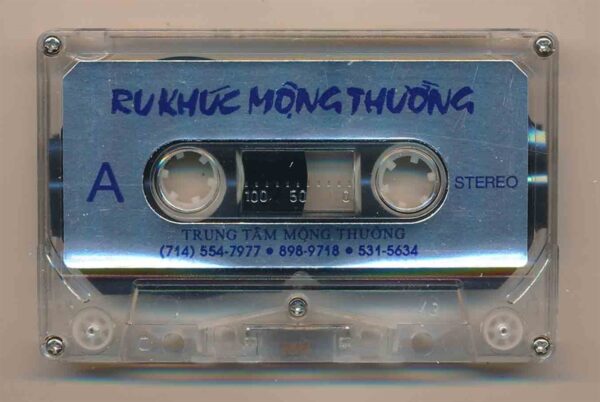 RU KHÚC MỘNG THƯỜNG
A
STEREO
100 50 0
TRUNG TÂM MỘNG THƯỜNG
(714) 554-7977 • 898-9718 • 531-5634